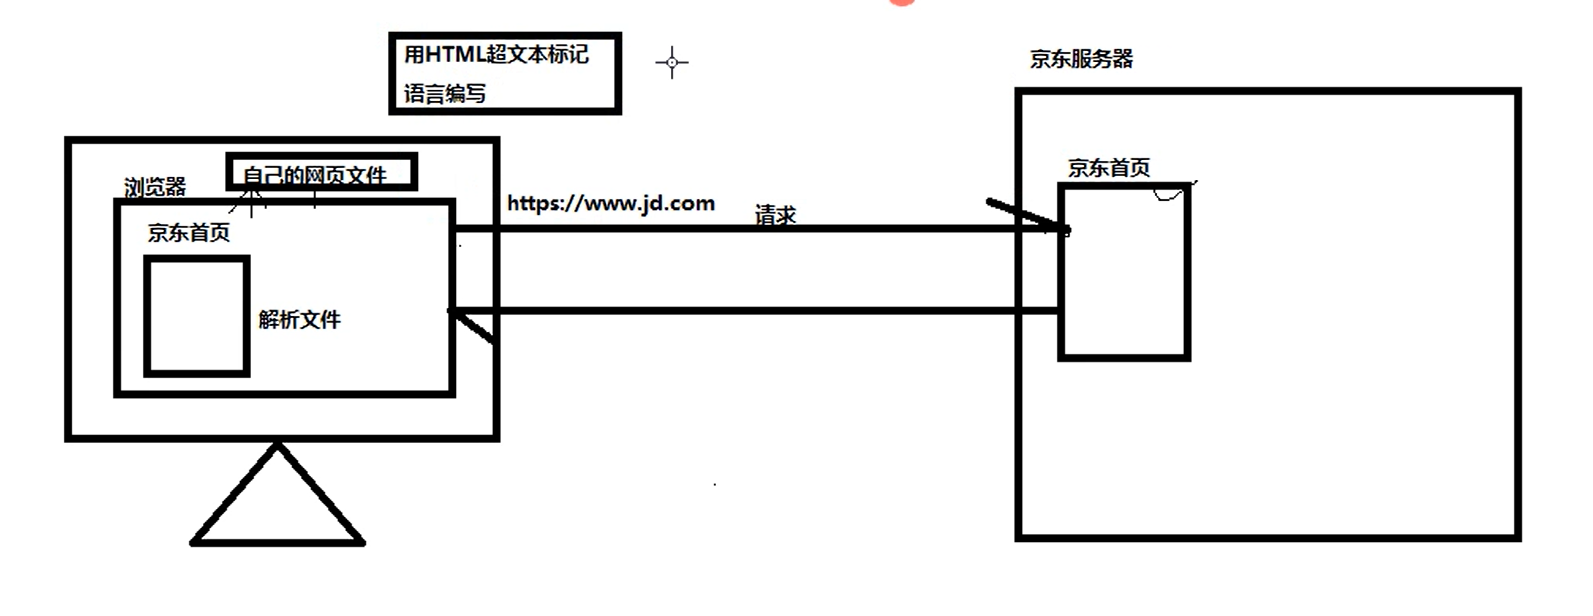 用HTML超文本标记
语言编写
京东服务器
自己的网页文件
浏览器
京东首页
https://www.jd.com
请求
京东首页
解析文件